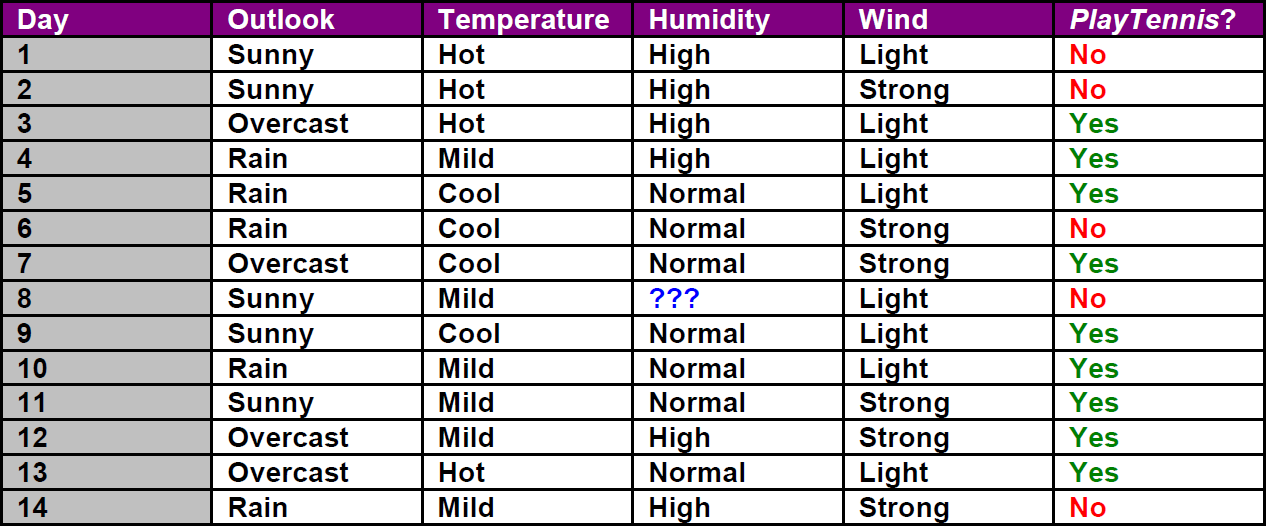 Day Outlook Temperature Humidity Wind PlayTennis?
1 Sunny Hot High Light No
2 Sunny Hot High Strong No
3 Overcast Hot High Light Yes
4 Rain Mild High Light Yes
5 Rain Cool Normal Light Yes
6 Rain Cool Normal Strong No
7 Overcast Cool Normal Strong Yes
8 Sunny Mild ??? Light No
9 Sunny Cool Normal Light Yes
10 Rain Mild Normal Light Yes
11 Sunny Mild Normal Strong Yes
12 Overcast Mild High Strong Yes
13 Overcast Hot Normal Light Yes
14 Rain Mild High Strong No